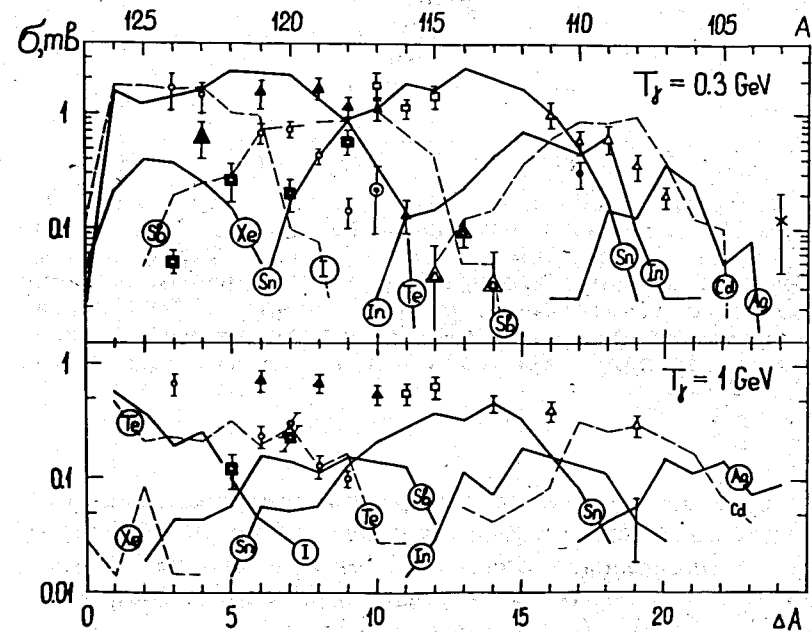 125 120 115 110 105 A
σ, mB
T_γ = 0.3 GeV
1
0.1
Sb Xe Sn I In Te Sb Sn In Cd Ag
1
T_γ = 1 GeV
Te
0.1
Xe Sn I Te Sb In Sn Ag Cd
0.01
0 5 10 15 20 ΔA